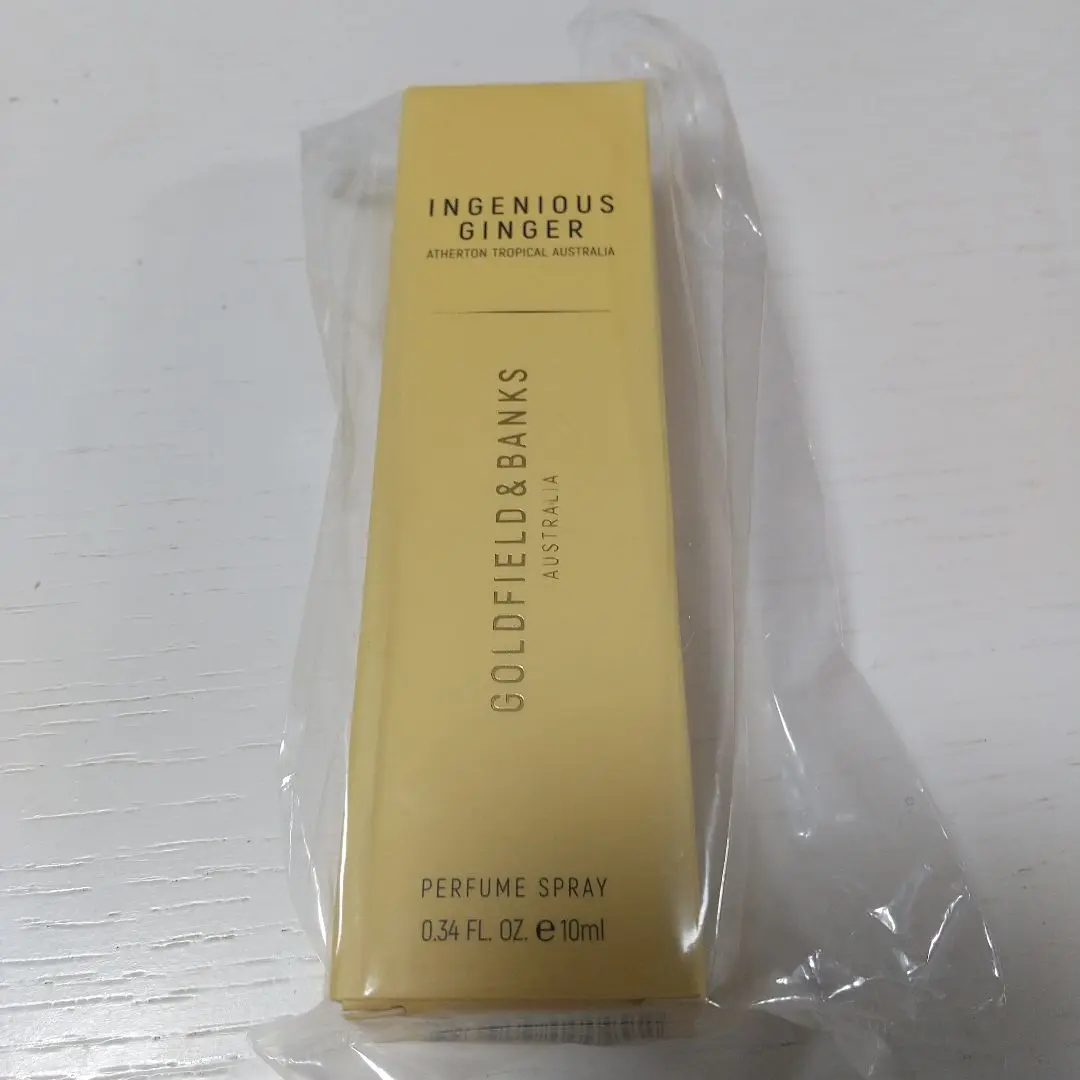 INGENIOUS
GINGER
ATHERTON TROPICAL AUSTRALIA
GOLDFIELD & BANKS
AUSTRALIA
PERFUME SPRAY
0.34 FL. OZ. ℮ 10ml